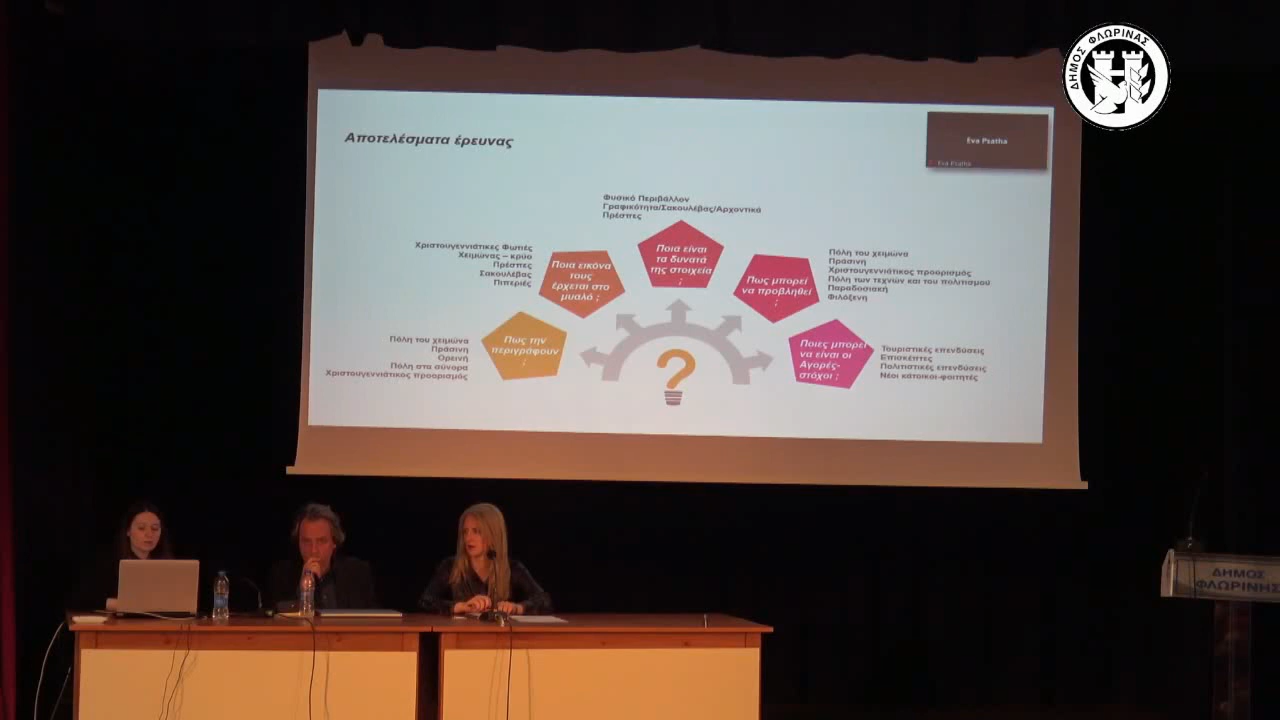 ΔΗΜΟΣ ΦΛΩΡΙΝΑΣ
Αποτελέσματα έρευνας
Eva Psatha
Eva Psatha
Φυσικό Περιβάλλον
Γραφικότητα/Σακουλέβας/Αρχοντικά
Πρέσπες
Ποια είναι
τα δυνατά
της στοιχεία
;
Χριστουγεννιάτικες Φωτιές
Χειμώνας – κρύο
Πρέσπες
Σακουλέβας
Πιπεριές
Ποια εικόνα
τους
έρχεται στο
μυαλό ;
Πως μπορεί
να προβληθεί
;
Πόλη του χειμώνα
Πράσινη
Χριστουγεννιάτικος προορισμός
Πόλη των τεχνών και του πολιτισμού
Παραδοσιακή
Φιλόξενη
Πόλη του χειμώνα
Πράσινη
Ορεινή
Πόλη στα σύνορα
Χριστουγεννιάτικος προορισμός
Πως την
περιγράφουν
;
Ποιες μπορεί
να είναι οι
Αγορές-
στόχοι ;
Τουριστικές επενδύσεις
Επισκέπτες
Πολιτιστικές επενδύσεις
Νέοι κάτοικοι-φοιτητές
?
ΔΗΜΟΣ
ΦΛΩΡΙΝΗΣ